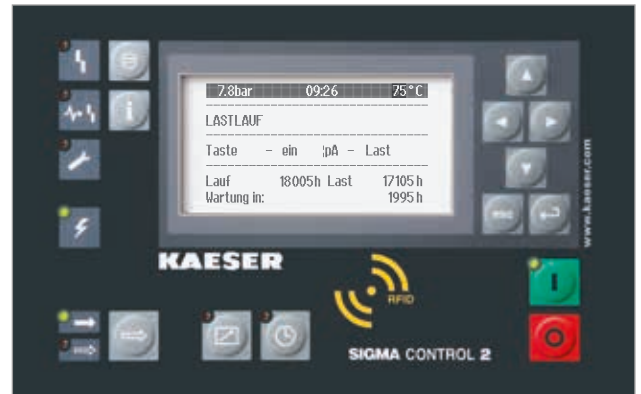 7.8bar 09:26 75°C
LASTLAUF
Taste – ein ¦pA – Last
Lauf 18005h Last 17105h
Wartung in: 1995h
esc
www.kaeser.com
KAESER
RFID
I
O
SIGMA CONTROL 2